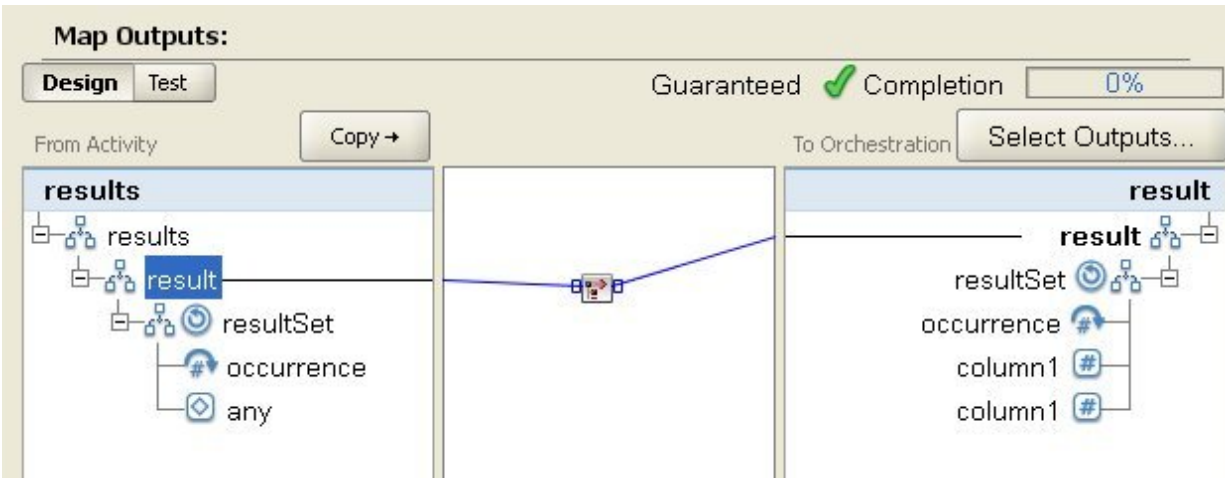 Map Outputs:
Design Test Guaranteed Completion 0%
From Activity Copy→ To Orchestration Select Outputs...
results result
results result
result resultSet
resultSet occurrence
occurrence column1
any column1